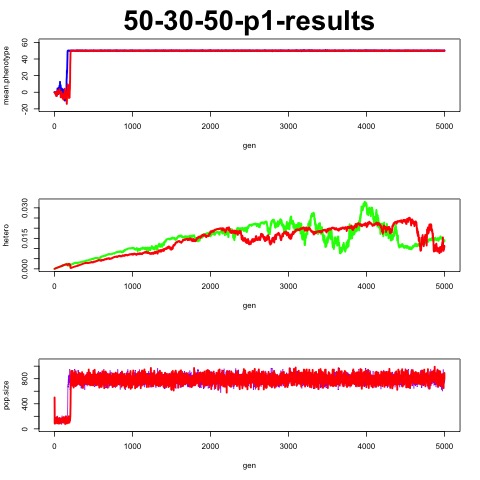 50-30-50-p1-results
mean.phenotype
60
40
20
0
-20
0 1000 2000 3000 4000 5000
gen
hetero
0.030
0.015
0.000
0 1000 2000 3000 4000 5000
gen
pop.size
800
400
0
0 1000 2000 3000 4000 5000
gen